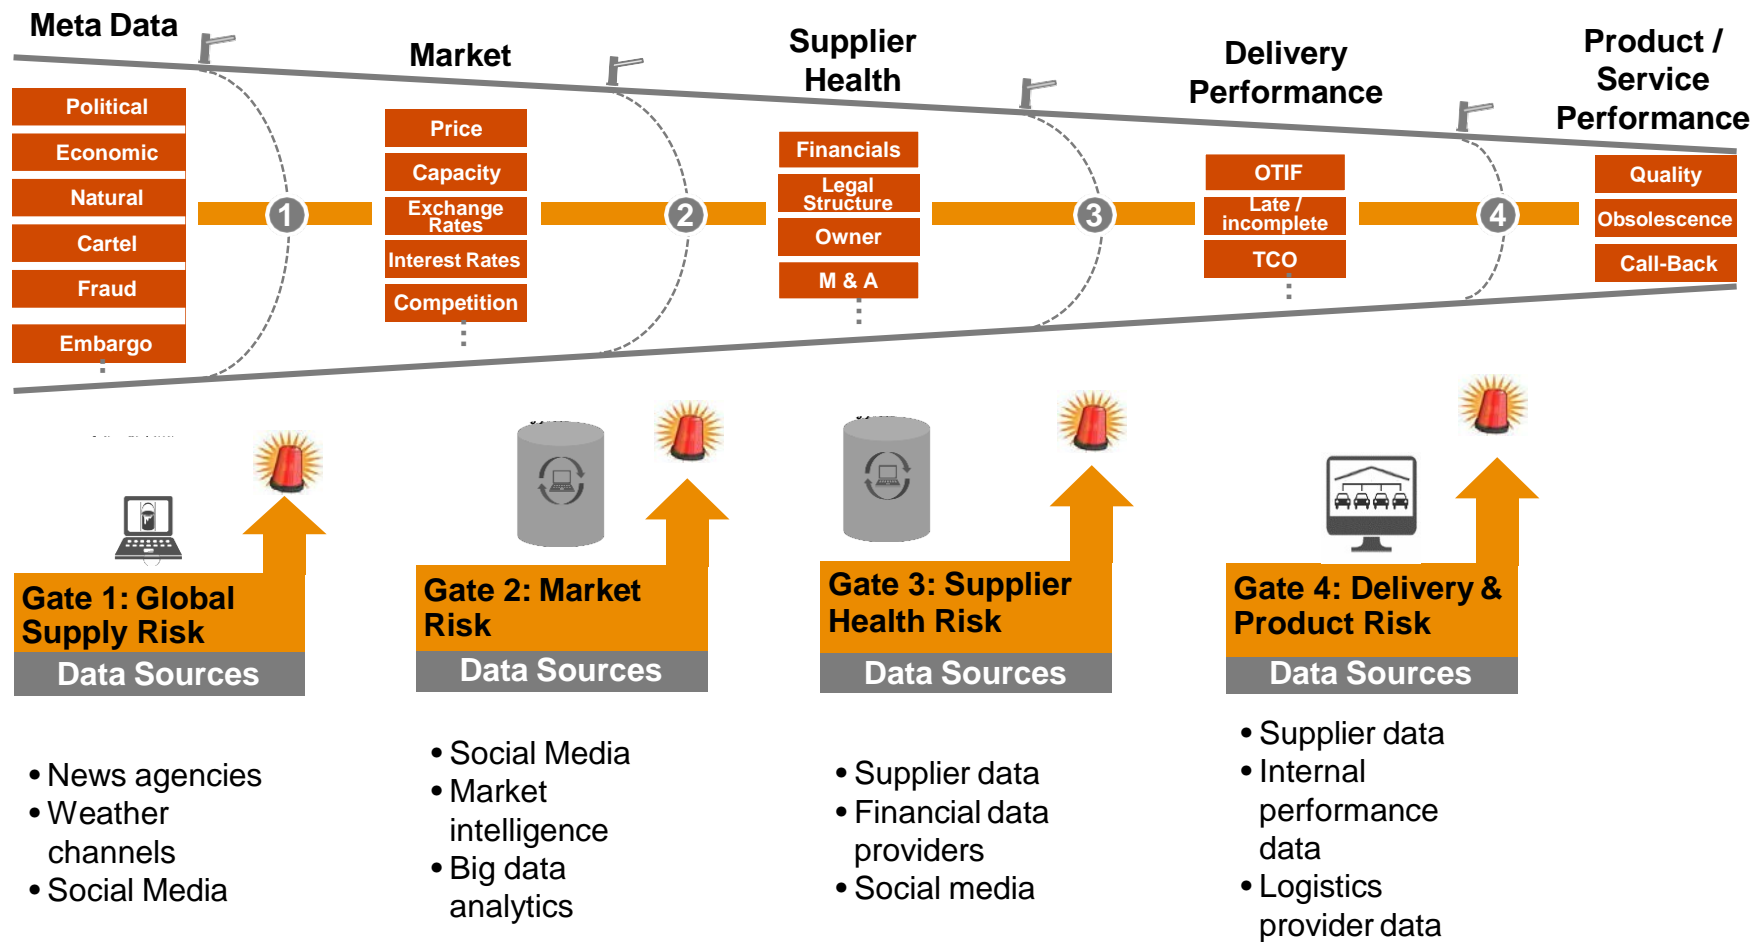 Meta Data
Market
Supplier
Health
Delivery
Performance
Product /
Service
Performance
Political
Economic
Natural
Cartel
Fraud
Embargo
1
Price
Capacity
Exchange
Rates
Interest Rates
Competition
2
Financials
Legal
Structure
Owner
M & A
3
OTIF
Late /
incomplete
TCO
4
Quality
Obsolescence
Call-Back
Gate 1: Global
Supply Risk
Data Sources
• News agencies
• Weather
channels
• Social Media
Gate 2: Market
Risk
Data Sources
• Social Media
• Market
intelligence
• Big data
analytics
Gate 3: Supplier
Health Risk
Data Sources
• Supplier data
• Financial data
providers
• Social media
Gate 4: Delivery &
Product Risk
Data Sources
• Supplier data
• Internal
performance
data
• Logistics
provider data